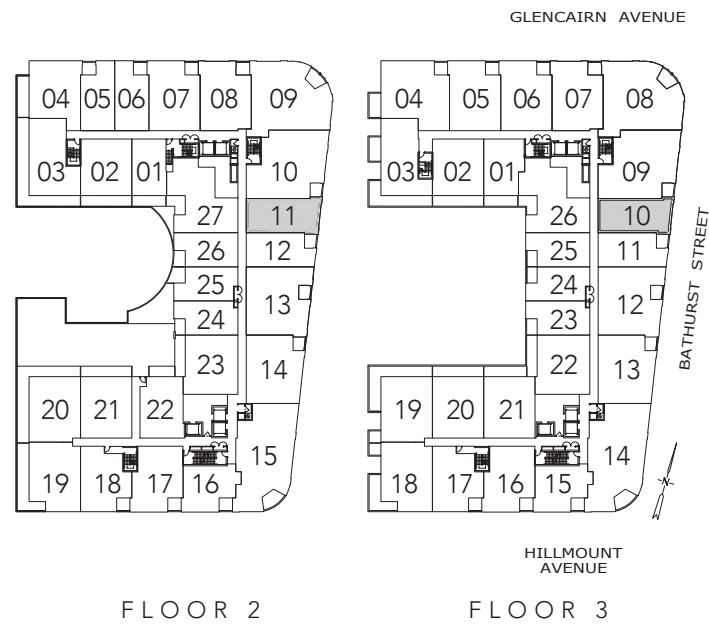 GLENCAIRN AVENUE
04 05 06 07 08 09
03 02 01 10
27 11
26 12
25
24 13
23 14
20 21 22
19 18 17 16 15
FLOOR 2
04 05 06 07 08
03 02 01 09
26 10
25 11
24
23 12
22 13
19 20 21
18 17 16 15 14
FLOOR 3
BATHURST STREET
N
HILLMOUNT
AVENUE